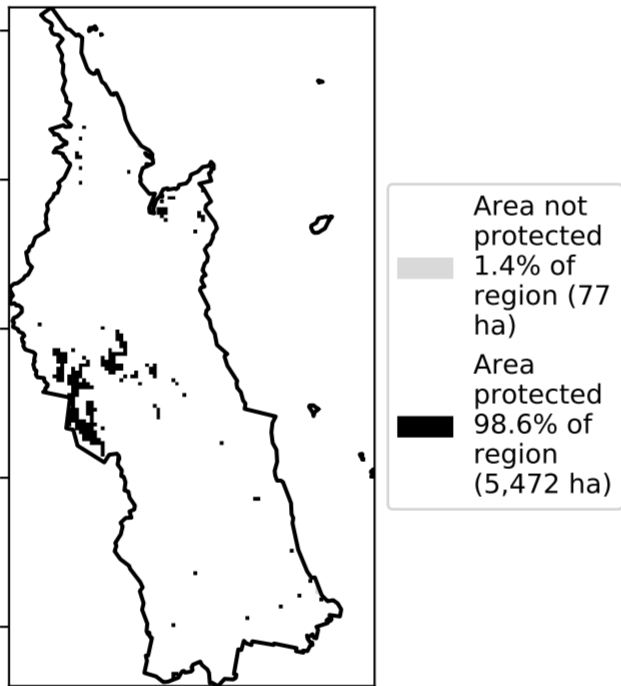 Area not
protected
1.4% of
region (77
ha)
Area
protected
98.6% of
region
(5,472 ha)